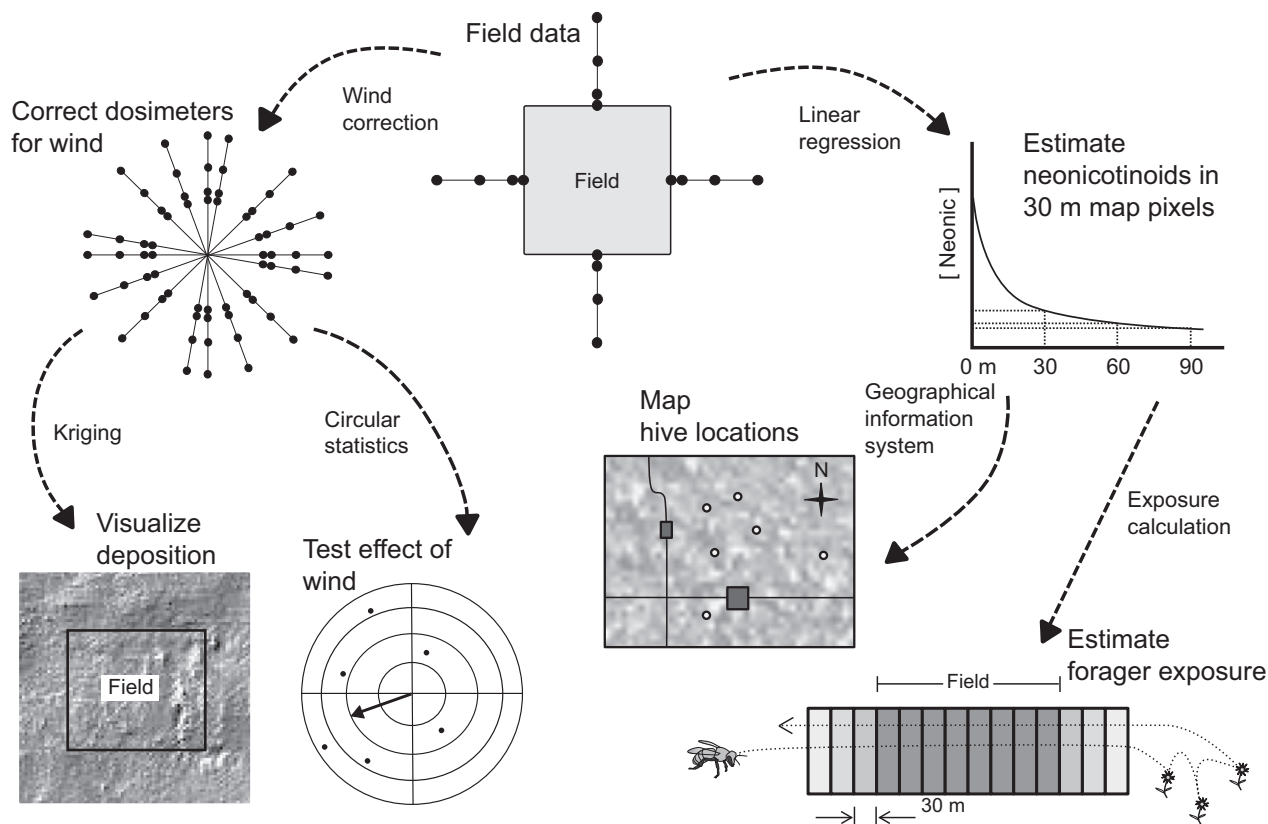 Field data
Wind
correction
Correct dosimeters
for wind
Field
Linear
regression
Estimate
neonicotinoids in
30 m map pixels
[ Neonic ]
0 m 30 60 90
Kriging
Circular
statistics
Map
hive locations
Geographical
information
system
N
Exposure
calculation
Visualize
deposition
Field
Test effect of
wind
Estimate
forager exposure
Field
30 m